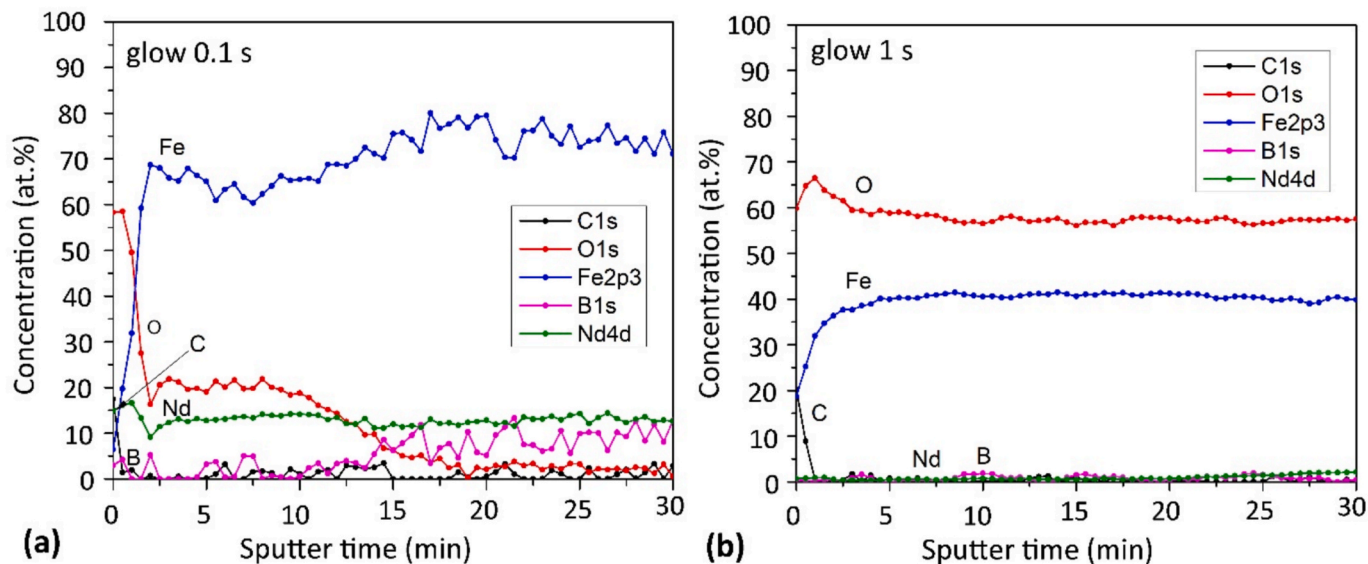 glow 0.1 s
100
90
80
70
60
50
40
30
20
10
0
Concentration (at.%)
Fe
O
C
Nd
B
C1s
O1s
Fe2p3
B1s
Nd4d
0 5 10 15 20 25 30
(a) Sputter time (min)
glow 1 s
100
90
80
70
60
50
40
30
20
10
0
Concentration (at.%)
C1s
O1s
Fe2p3
B1s
Nd4d
O
Fe
C
Nd B
0 5 10 15 20 25 30
(b) Sputter time (min)